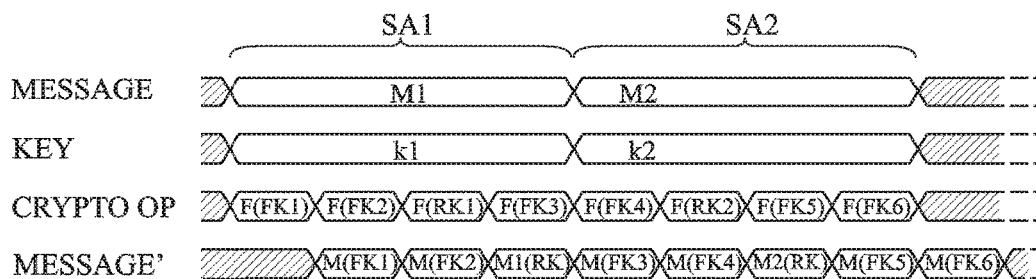 SA1 SA2
MESSAGE M1 M2
KEY k1 k2
CRYPTO OP F(FK1) F(FK2) F(RK1) F(FK3) F(FK4) F(RK2) F(FK5) F(FK6)
MESSAGE' M(FK1) M(FK2) M1(RK) M(FK3) M(FK4) M2(RK) M(FK5) M(FK6)